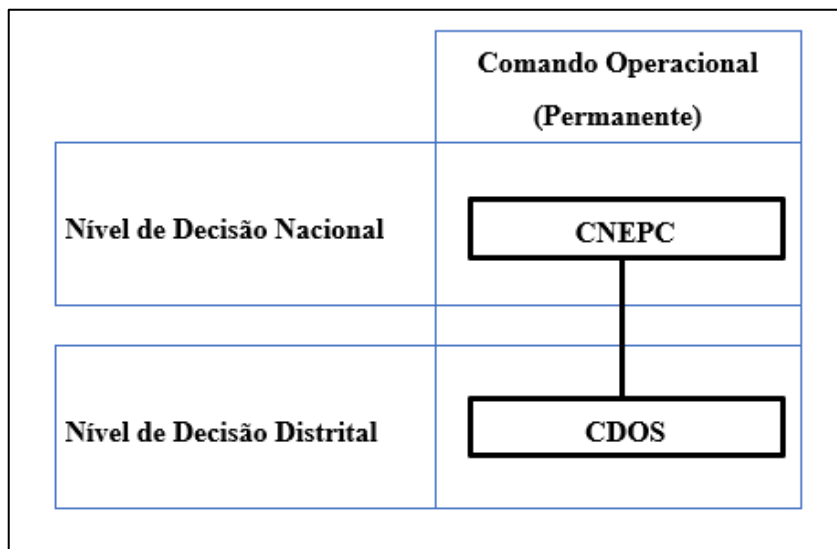 Comando Operacional
(Permanente)
Nível de Decisão Nacional
CNEPC
Nível de Decisão Distrital
CDOS